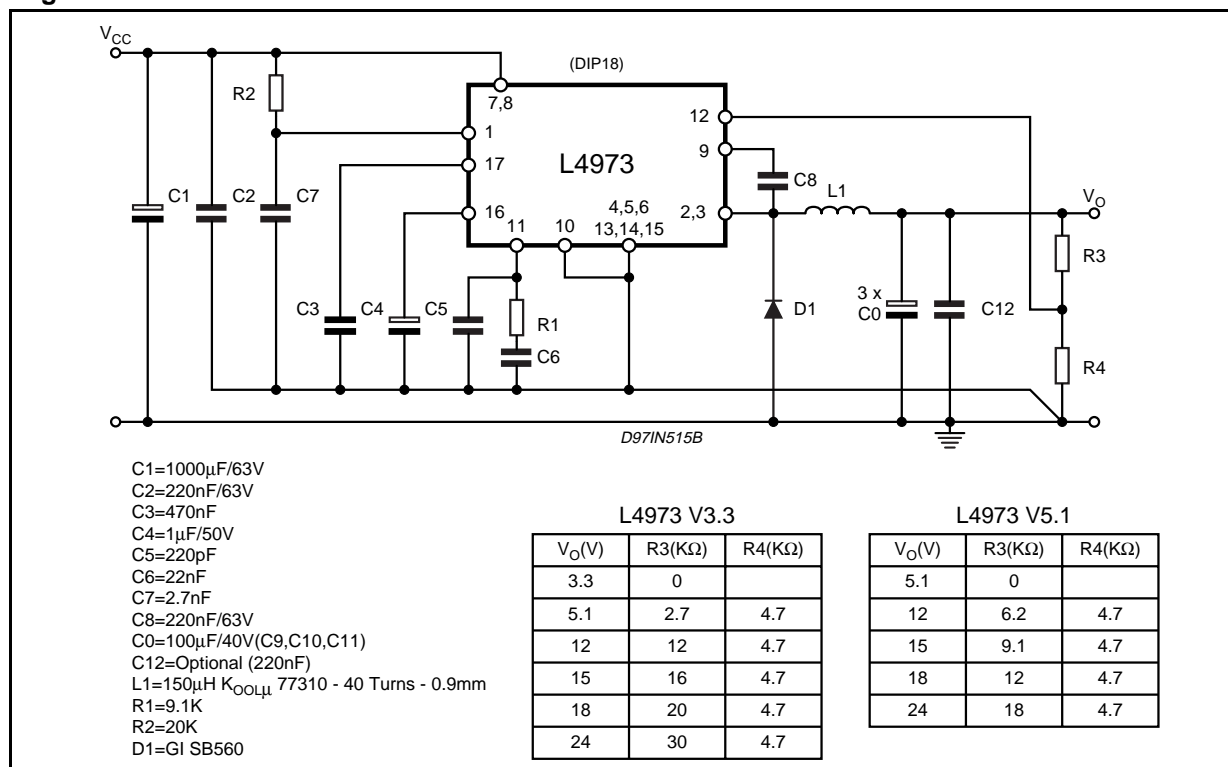 V_CC
(DIP18)
R2
7,8
12
1
9
17
L4973
C8
L1
C1
C2
C7
16
4,5,6
2,3
V_O
11
10
13,14,15
R3
C3
C4
C5
R1
D1
3 x
C0
C12
C6
R4
D97IN515B
C1=1000µF/63V
C2=220nF/63V
C3=470nF
C4=1µF/50V
C5=220pF
C6=22nF
C7=2.7nF
C8=220nF/63V
C0=100µF/40V(C9,C10,C11)
C12=Optional (220nF)
L1=150µH K_OOLµ 77310 - 40 Turns - 0.9mm
R1=9.1K
R2=20K
D1=GI SB560
L4973 V3.3
V_O(V) R3(KΩ) R4(KΩ)
3.3 0
5.1 2.7 4.7
12 12 4.7
15 16 4.7
18 20 4.7
24 30 4.7
L4973 V5.1
V_O(V) R3(KΩ) R4(KΩ)
5.1 0
12 6.2 4.7
15 9.1 4.7
18 12 4.7
24 18 4.7